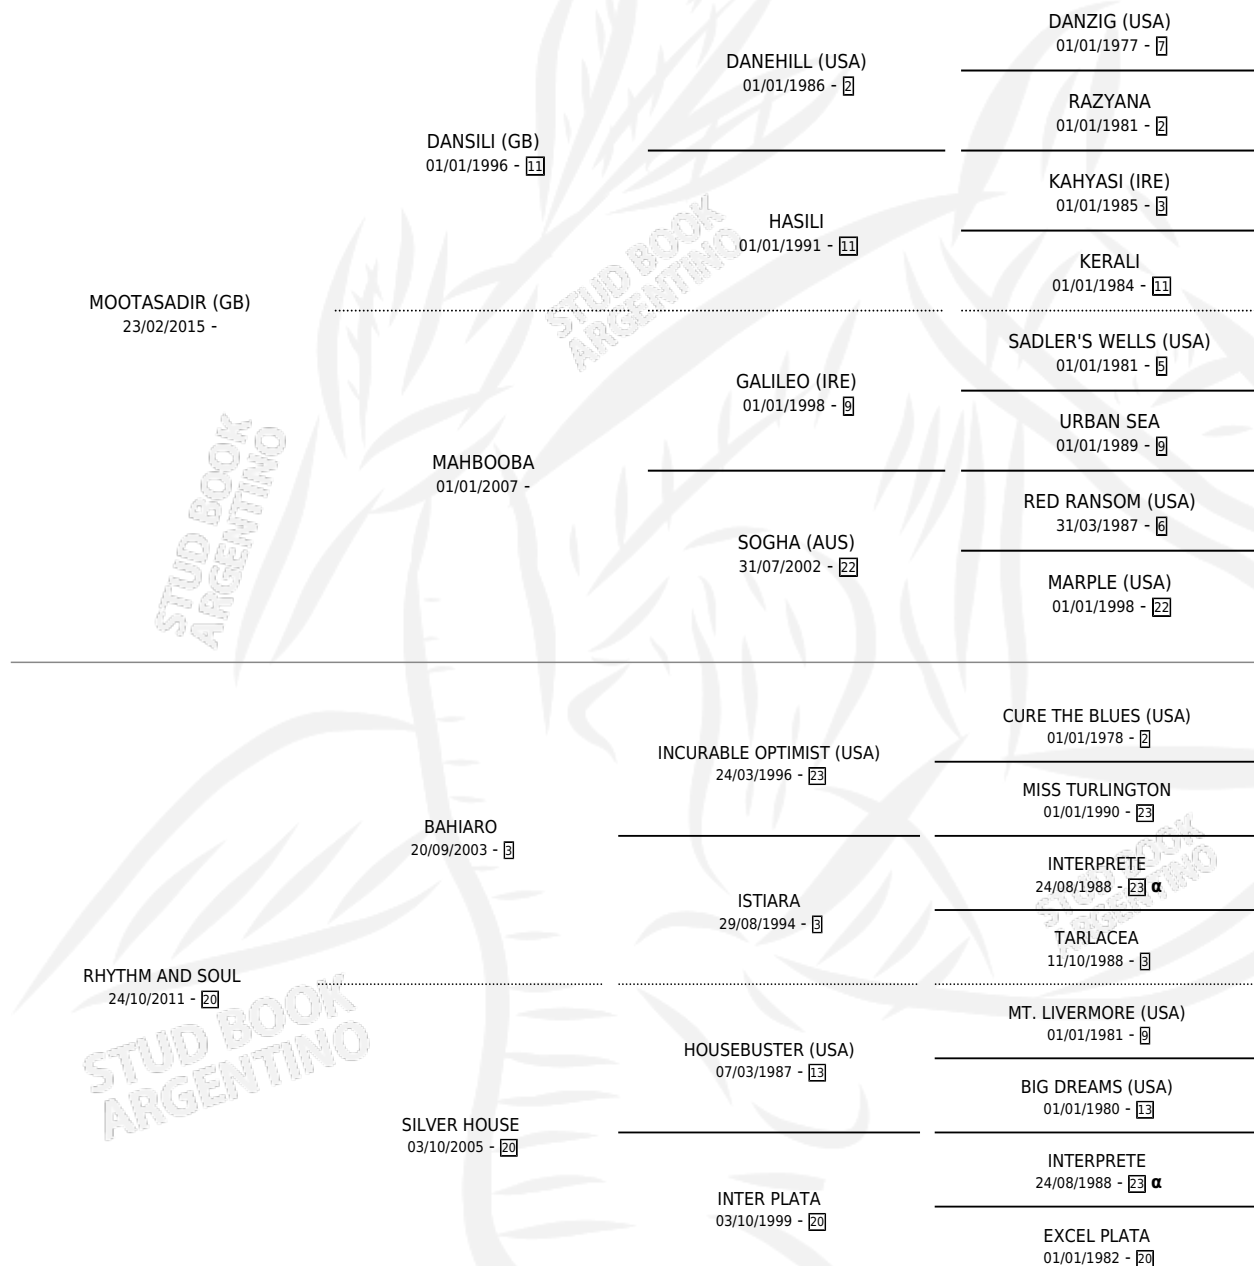 DANZIG (USA)
01/01/1977 - 7
DANEHILL (USA)
01/01/1986 - 2
RAZYANA
01/01/1981 - 2
DANSILI (GB)
01/01/1996 - 11
KAHYASI (IRE)
01/01/1985 - 3
HASILI
01/01/1991 - 11
KERALI
01/01/1984 - 11
MOOTASADIR (GB)
23/02/2015 -
SADLER'S WELLS (USA)
01/01/1981 - 5
GALILEO (IRE)
01/01/1998 - 9
URBAN SEA
01/01/1989 - 9
MAHBOOBA
01/01/2007 -
RED RANSOM (USA)
31/03/1987 - 6
SOGHA (AUS)
31/07/2002 - 22
MARPLE (USA)
01/01/1998 - 22
CURE THE BLUES (USA)
01/01/1978 - 2
INCURABLE OPTIMIST (USA)
24/03/1996 - 23
MISS TURLINGTON
01/01/1990 - 23
BAHIARO
20/09/2003 - 3
INTERPRETE
24/08/1988 - 23 α
ISTIARA
29/08/1994 - 3
TARLACEA
11/10/1988 - 3
RHYTHM AND SOUL
24/10/2011 - 20
MT. LIVERMORE (USA)
01/01/1981 - 9
HOUSEBUSTER (USA)
07/03/1987 - 13
BIG DREAMS (USA)
01/01/1980 - 13
SILVER HOUSE
03/10/2005 - 20
INTERPRETE
24/08/1988 - 23 α
INTER PLATA
03/10/1999 - 20
EXCEL PLATA
01/01/1982 - 20
STUD BOOK
ARGENTINO
STUD BOOK
ARGENTINO
STUD BOOK
ARGENTINO
STUD BOOK
ARGENTINO